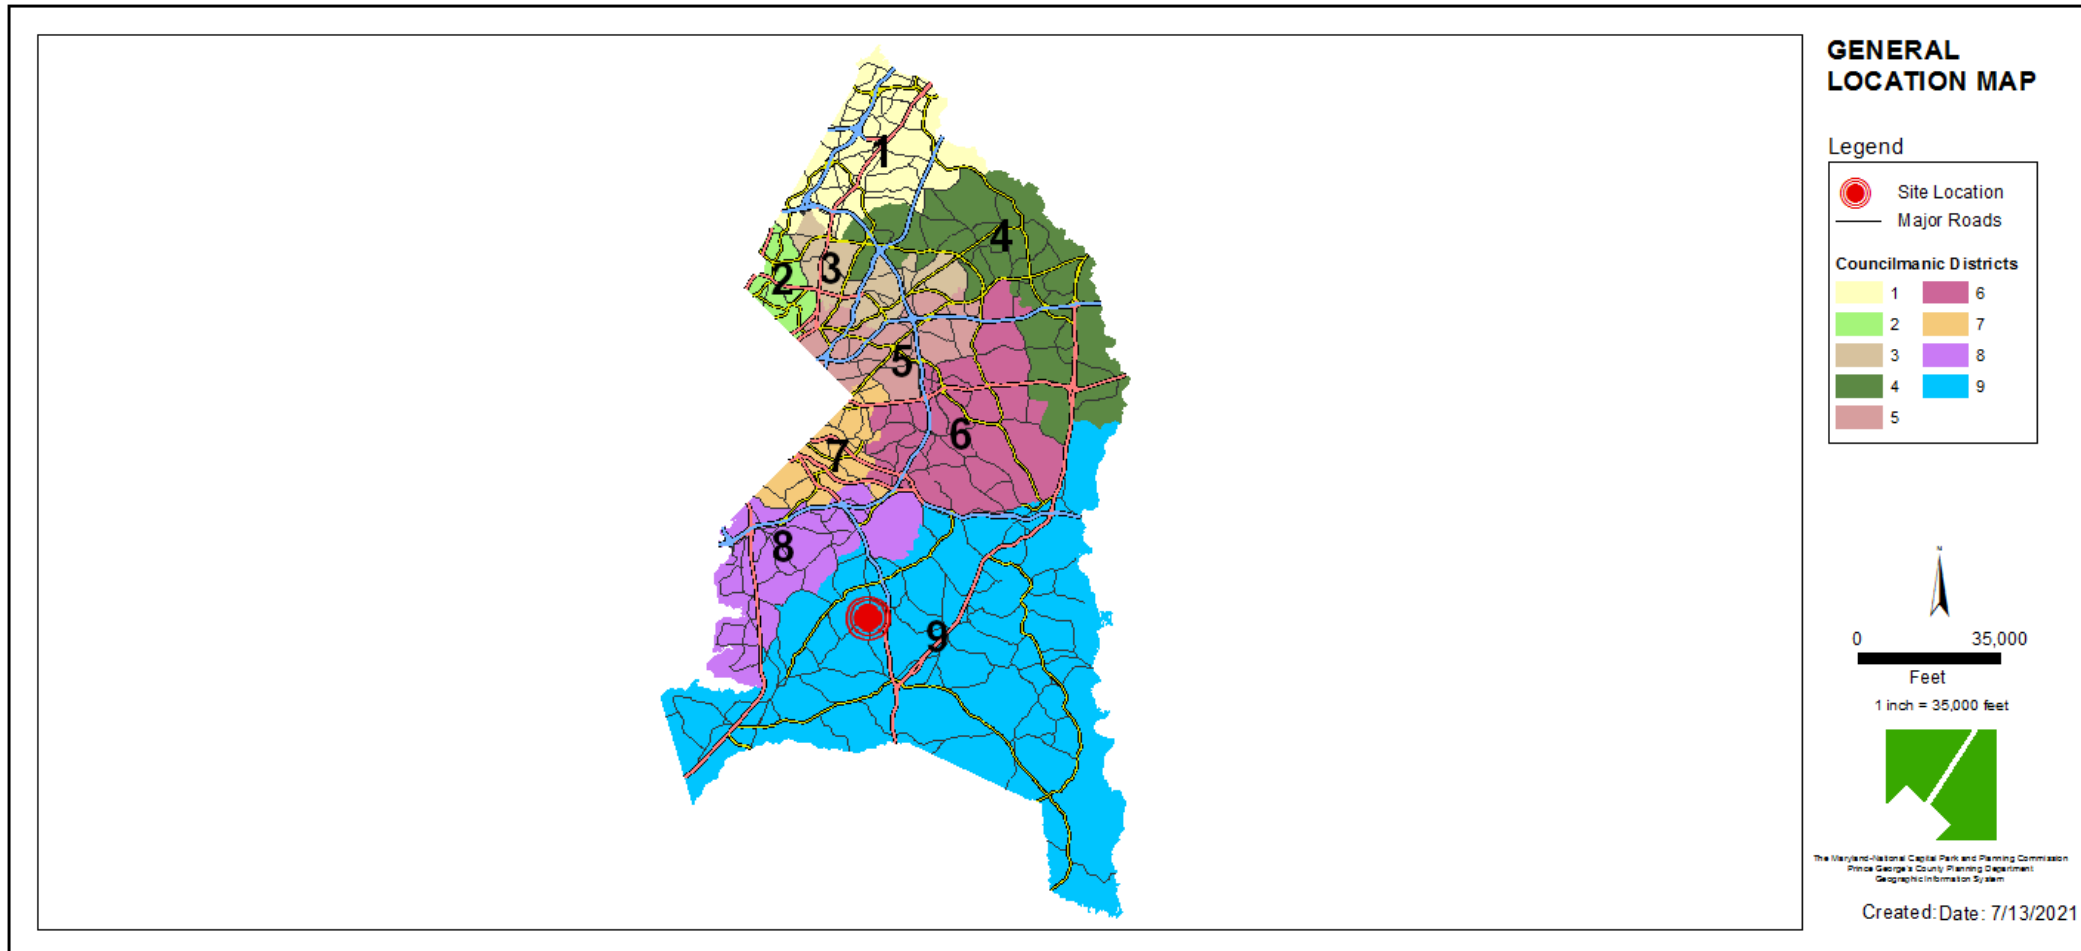 GENERAL
LOCATION MAP
Legend
Site Location
Major Roads
Councilmanic Districts
1 6
2 7
3 8
4 9
5
1
4
3
2
5
6
7
8
9
N
0 35,000
Feet
1 inch = 35,000 feet
The Maryland-National Capital Park and Planning Commission
Prince George's County Planning Department
Geographic Information System
Created: Date: 7/13/2021